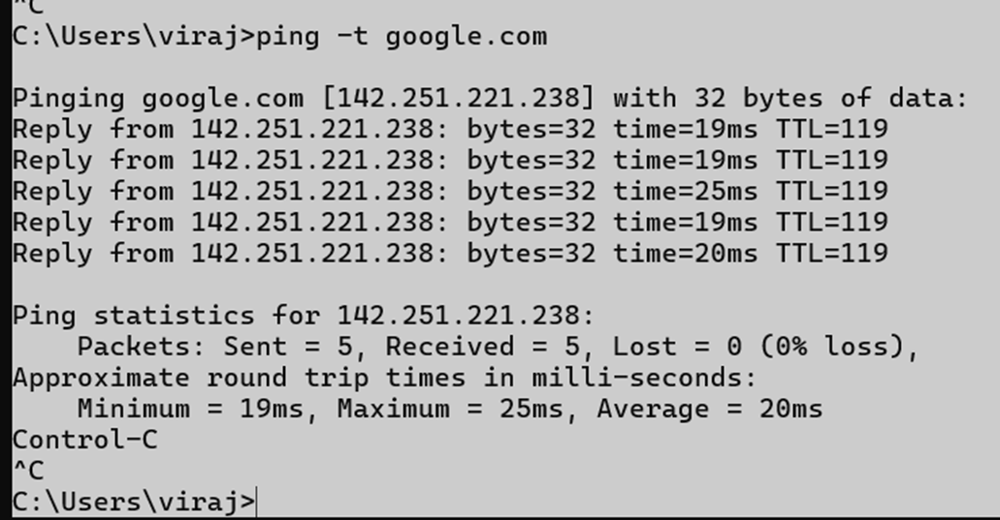 ^C
C:\Users\viraj>ping -t google.com
Pinging google.com [142.251.221.238] with 32 bytes of data:
Reply from 142.251.221.238: bytes=32 time=19ms TTL=119
Reply from 142.251.221.238: bytes=32 time=19ms TTL=119
Reply from 142.251.221.238: bytes=32 time=25ms TTL=119
Reply from 142.251.221.238: bytes=32 time=19ms TTL=119
Reply from 142.251.221.238: bytes=32 time=20ms TTL=119
Ping statistics for 142.251.221.238:
    Packets: Sent = 5, Received = 5, Lost = 0 (0% loss),
Approximate round trip times in milli-seconds:
    Minimum = 19ms, Maximum = 25ms, Average = 20ms
Control-C
^C
C:\Users\viraj>